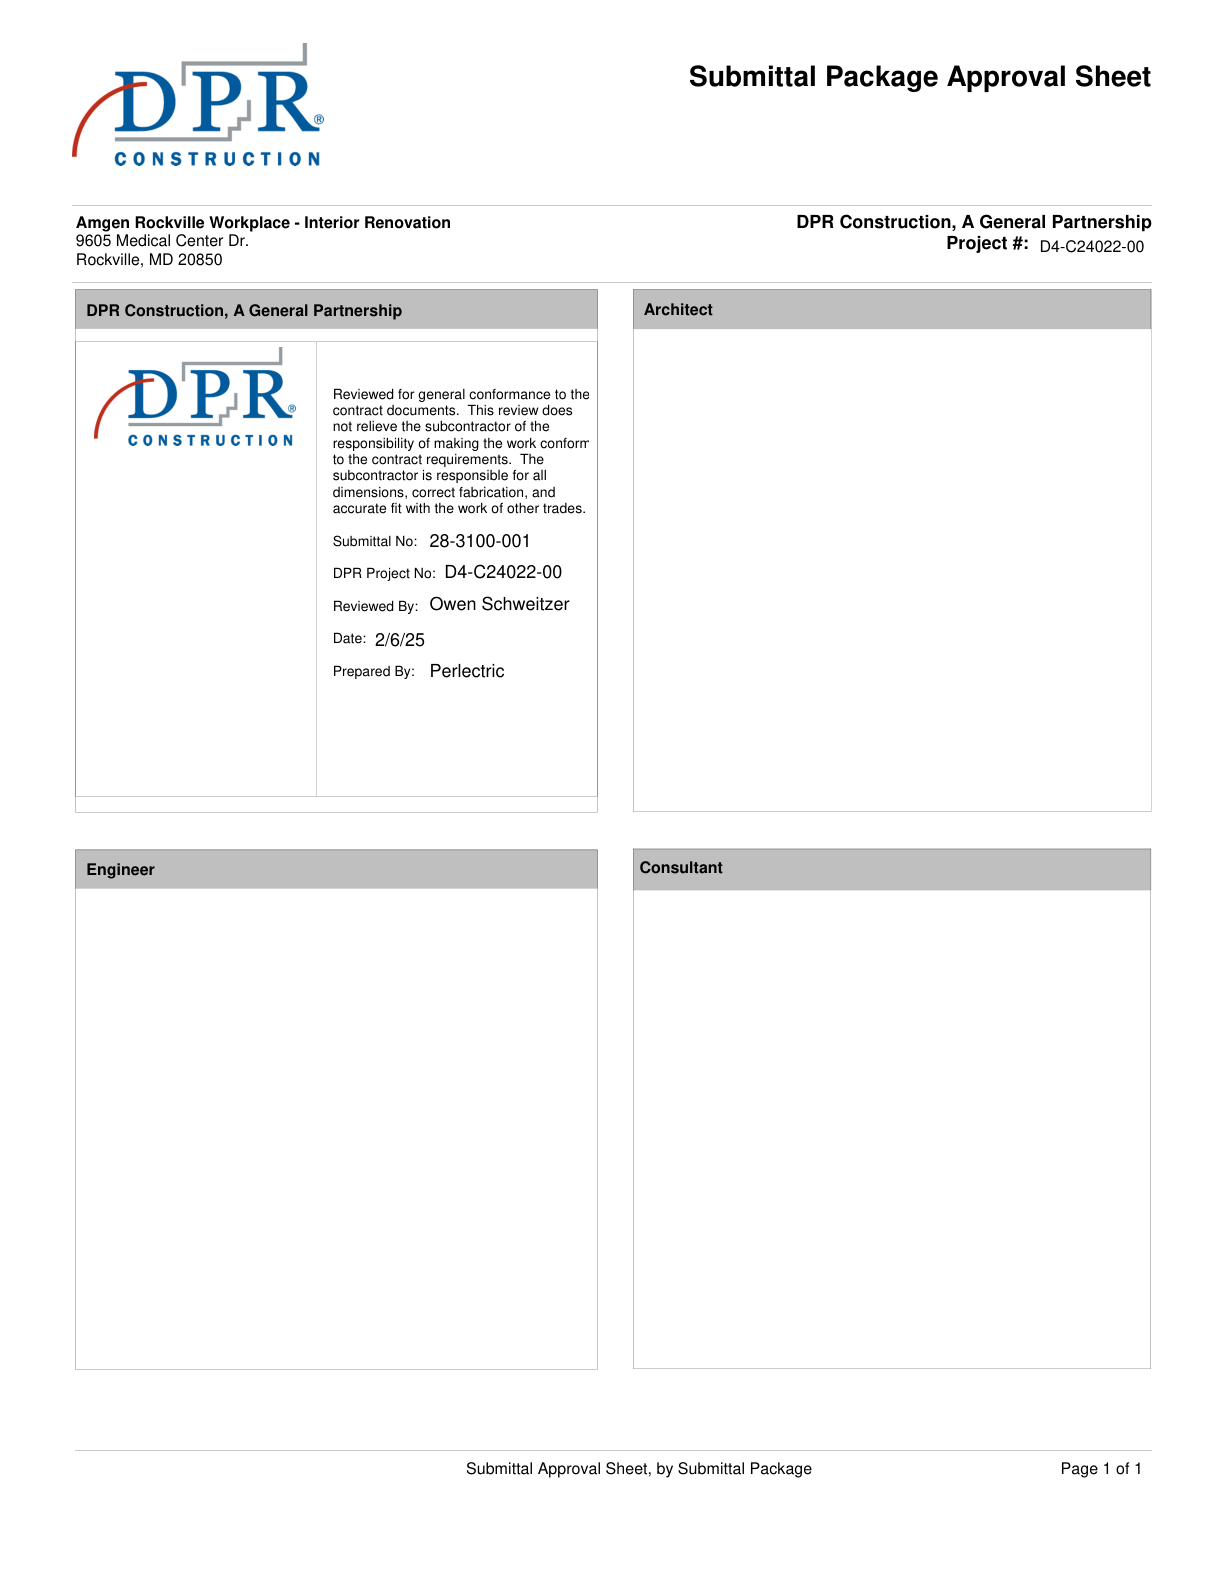 DPR®
CONSTRUCTION
Submittal Package Approval Sheet
Amgen Rockville Workplace - Interior Renovation
9605 Medical Center Dr.
Rockville, MD 20850
DPR Construction, A General Partnership
Project #: D4-C24022-00
DPR Construction, A General Partnership
DPR®
CONSTRUCTION
Reviewed for general conformance to the
contract documents. This review does
not relieve the subcontractor of the
responsibility of making the work conform
to the contract requirements. The
subcontractor is responsible for all
dimensions, correct fabrication, and
accurate fit with the work of other trades.
Submittal No: 28-3100-001
DPR Project No: D4-C24022-00
Reviewed By: Owen Schweitzer
Date: 2/6/25
Prepared By: Perlectric
Architect
Engineer
Consultant
Submittal Approval Sheet, by Submittal Package
Page 1 of 1